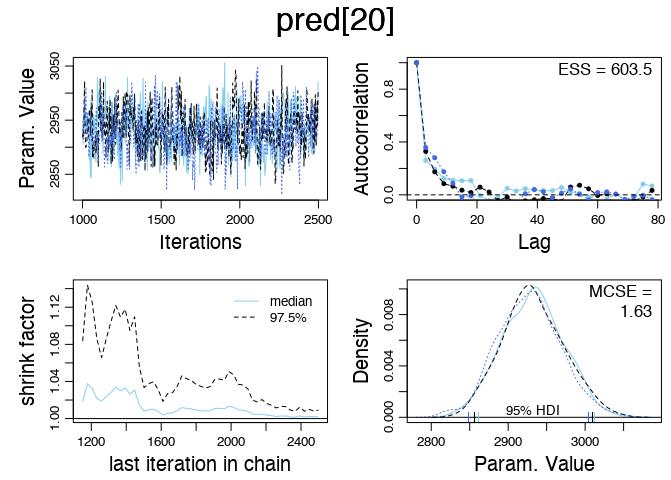 pred[20]
Param. Value
2850 2950 3050
1000 1500 2000 2500
Iterations
Autocorrelation
0.0 0.4 0.8
ESS = 603.5
0 20 40 60 80
Lag
shrink factor
1.00 1.04 1.08 1.12
median
97.5%
1200 1600 2000 2400
last iteration in chain
Density
0.000 0.004 0.008
MCSE =
1.63
95% HDI
2800 2900 3000
Param. Value